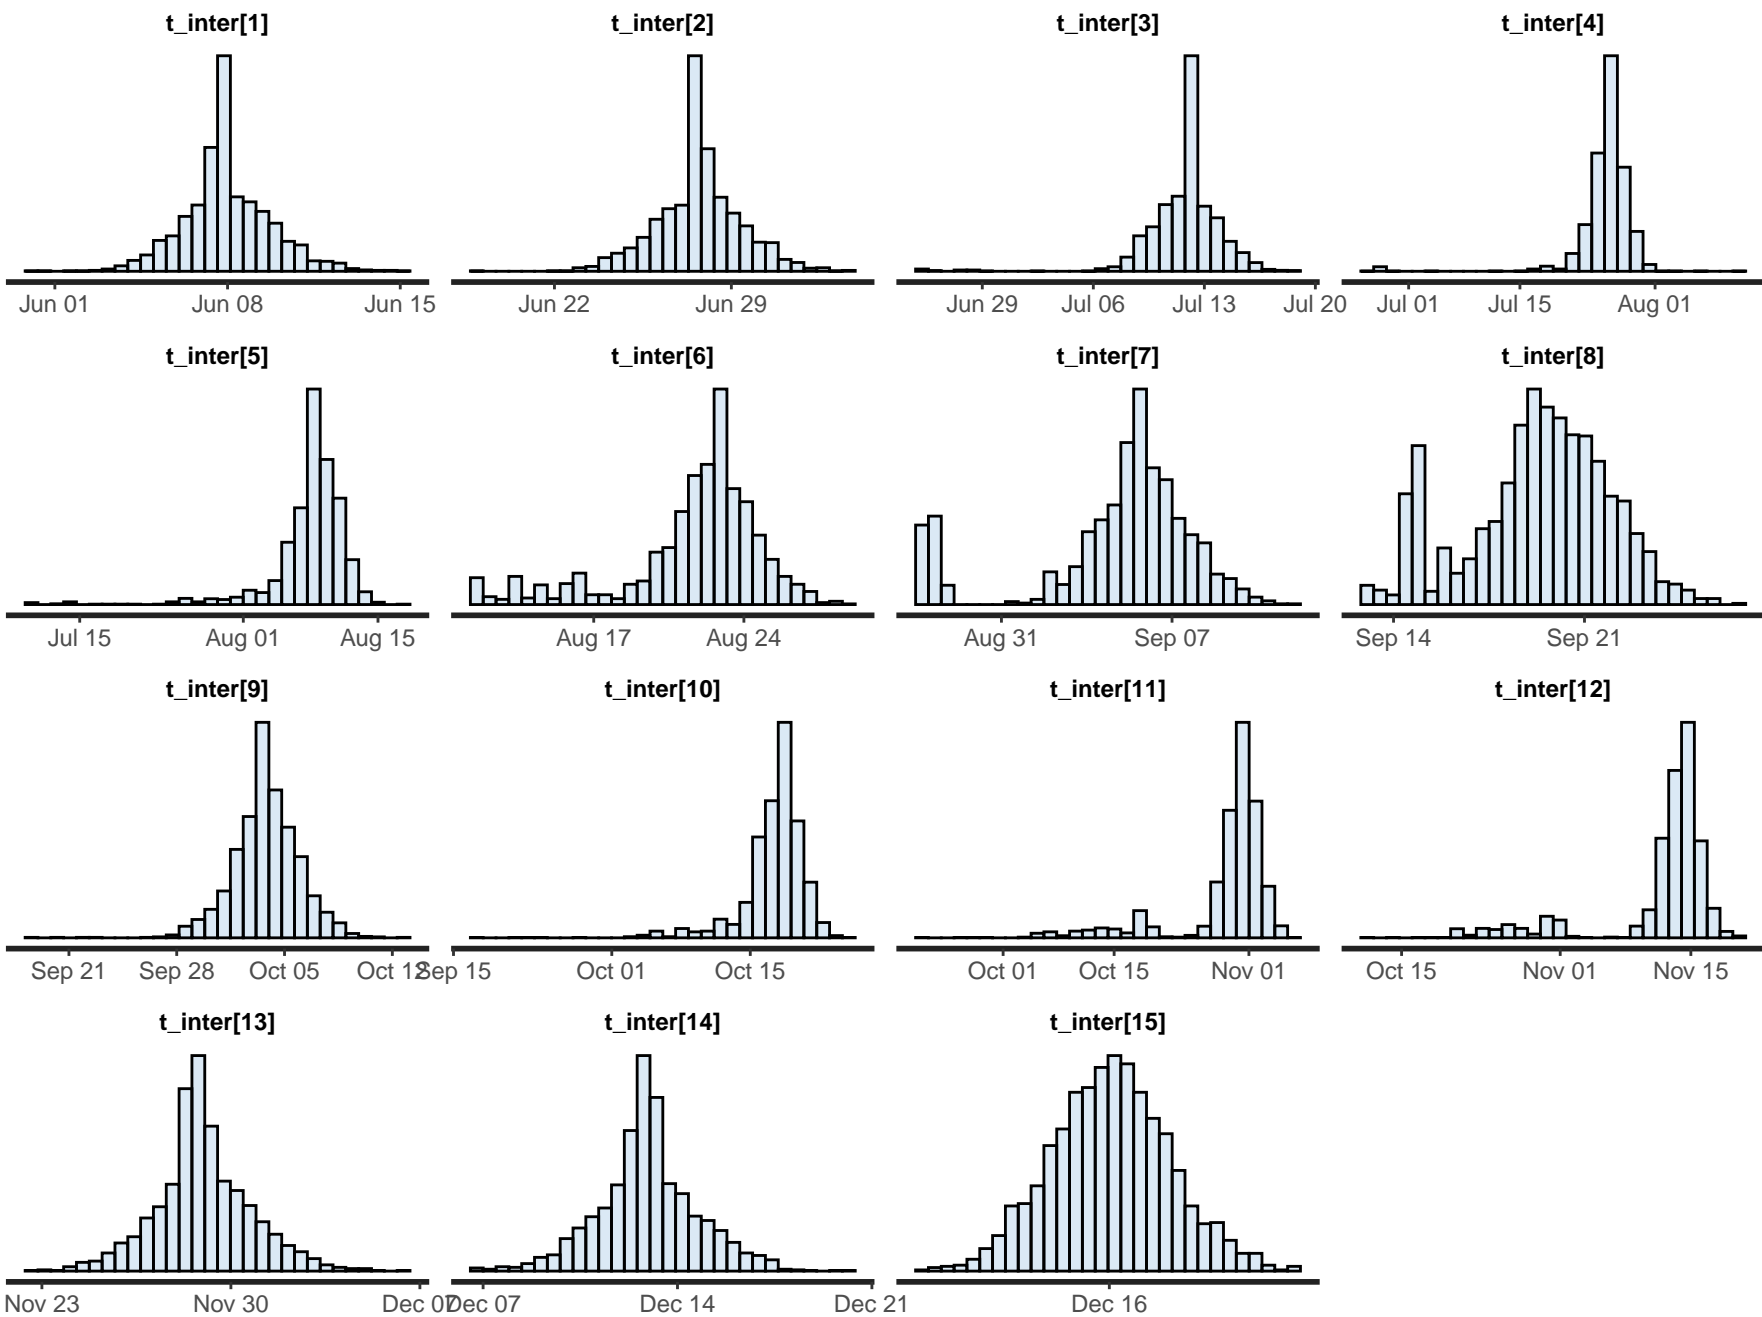 t_inter[1] t_inter[2] t_inter[3] t_inter[4]
Jun 01 Jun 08 Jun 15 Jun 22 Jun 29 Jun 29 Jul 06 Jul 13 Jul 20 Jul 01 Jul 15 Aug 01
t_inter[5] t_inter[6] t_inter[7] t_inter[8]
Jul 15 Aug 01 Aug 15 Aug 17 Aug 24 Aug 31 Sep 07 Sep 14 Sep 21
t_inter[9] t_inter[10] t_inter[11] t_inter[12]
Sep 21 Sep 28 Oct 05 Oct 12 Sep 15 Oct 01 Oct 15 Oct 01 Oct 15 Nov 01 Oct 15 Nov 01 Nov 15
t_inter[13] t_inter[14] t_inter[15]
Nov 23 Nov 30 Dec 07 Dec 07 Dec 14 Dec 21 Dec 16